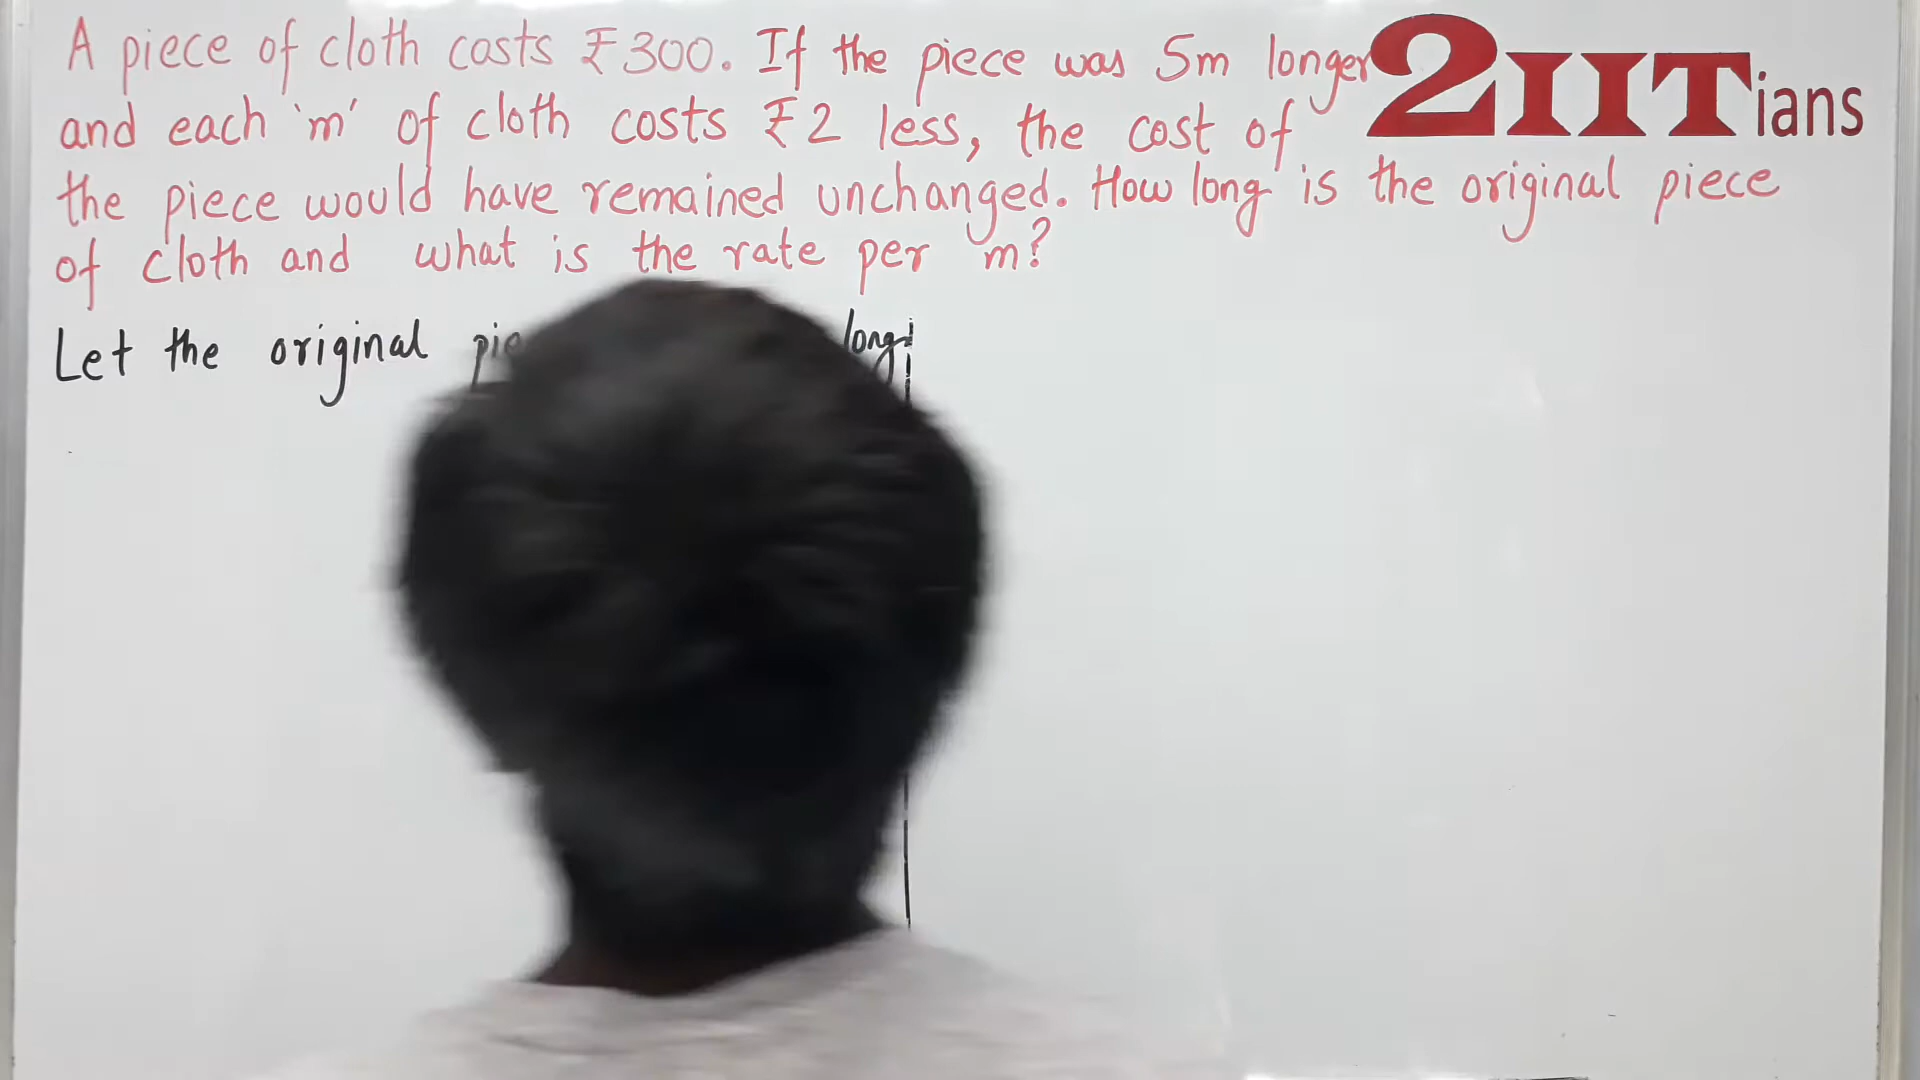 A piece of cloth costs ₹300. If the piece was 5m longer
and each 'm' of cloth costs ₹2 less, the cost of
the piece would have remained unchanged. How long is the original piece
of cloth and what is the rate per m?
Let the original long
2IITians